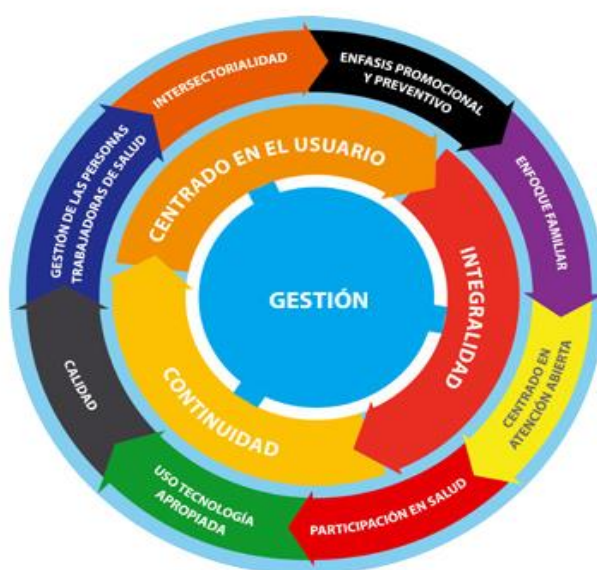 INTERSECTORIALIDAD
ENFASIS PROMOCIONAL
Y PREVENTIVO
ENFOQUE FAMILIAR
CENTRADO EN
ATENCIÓN ABIERTA
PARTICIPACIÓN EN SALUD
USO TECNOLOGÍA
APROPIADA
CALIDAD
GESTIÓN DE LAS PERSONAS
TRABAJADORAS DE SALUD
CENTRADO EN EL USUARIO
INTEGRALIDAD
CONTINUIDAD
GESTIÓN